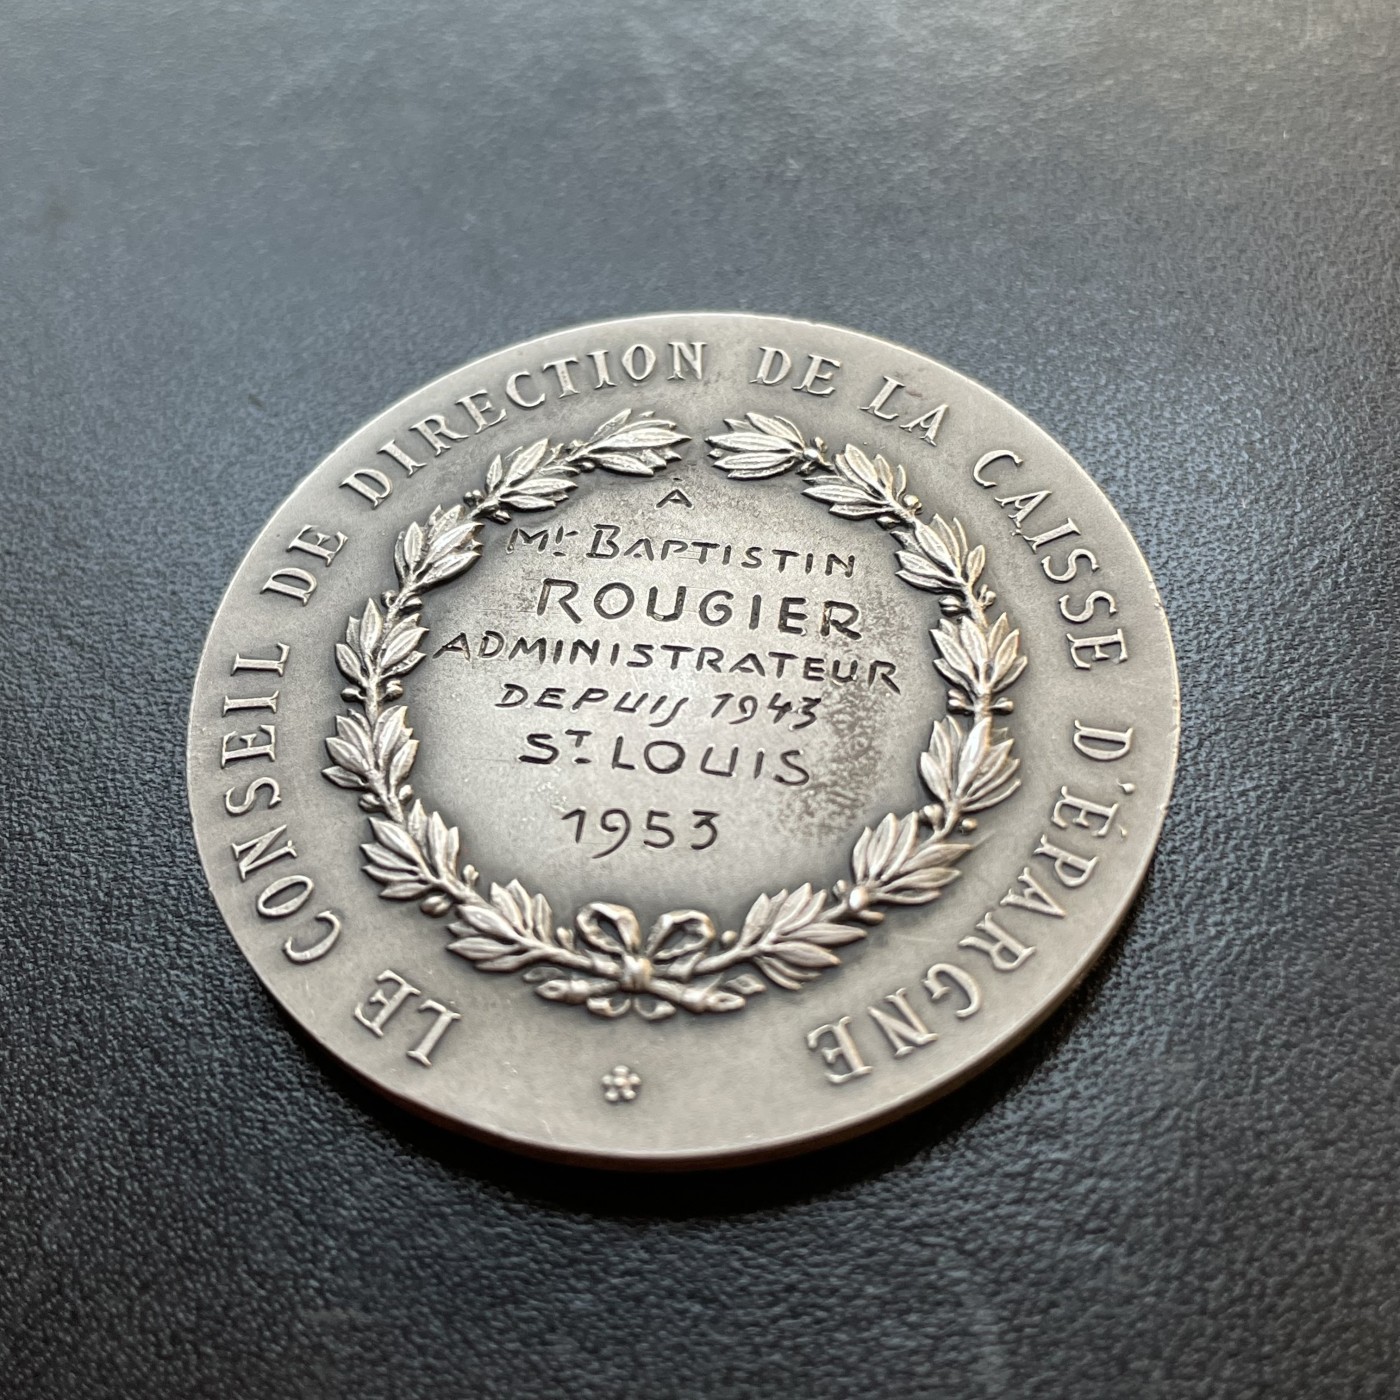 LE CONSEIL DE DIRECTION DE LA CAISSE D'ÉPARGNE
À
Mr BAPTISTIN
ROUGIER
ADMINISTRATEUR
DEPUIS 1943
ST. LOUIS
1953